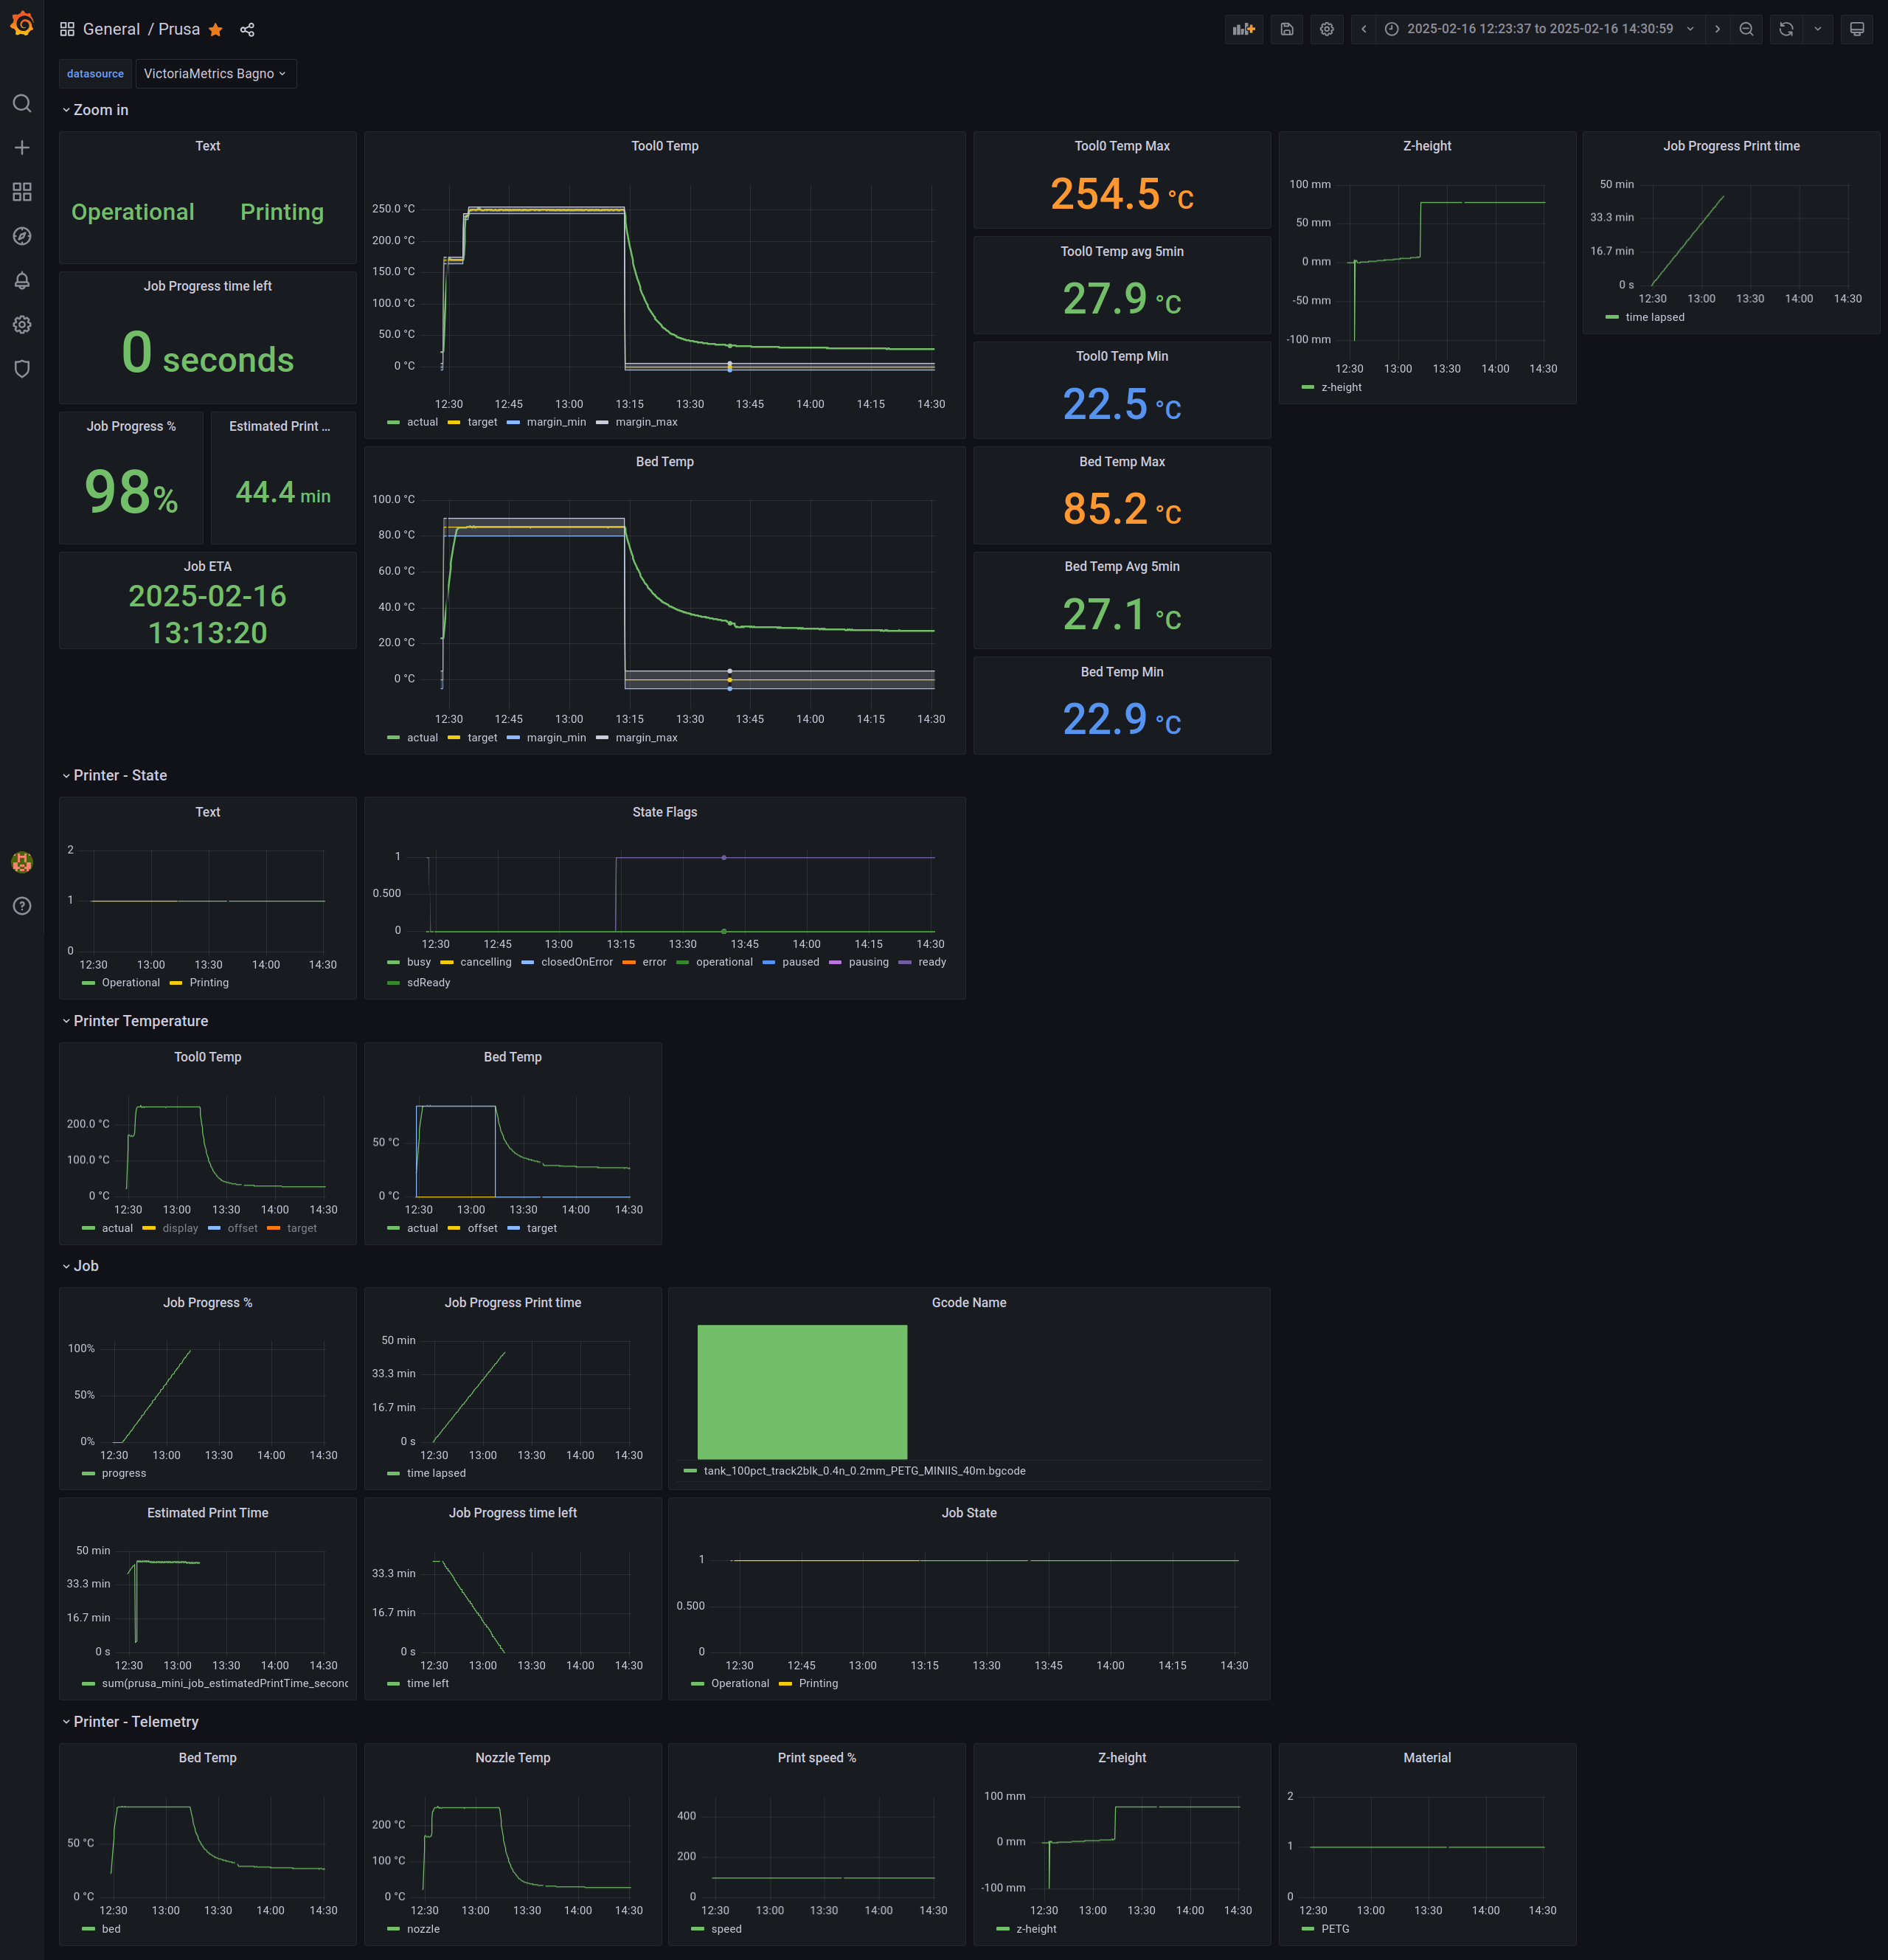 General / Prusa
2025-02-16 12:23:37 to 2025-02-16 14:30:59
datasource VictoriaMetrics Bagno
Zoom in
Text
Operational Printing
Job Progress time left
0 seconds
Job Progress %
98%
Estimated Print ...
44.4 min
Job ETA
2025-02-16
13:13:20
Tool0 Temp
250.0 °C
200.0 °C
150.0 °C
100.0 °C
50.0 °C
0 °C
12:30 12:45 13:00 13:15 13:30 13:45 14:00 14:15 14:30
actual target margin_min margin_max
Bed Temp
100.0 °C
80.0 °C
60.0 °C
40.0 °C
20.0 °C
0 °C
12:30 12:45 13:00 13:15 13:30 13:45 14:00 14:15 14:30
actual target margin_min margin_max
Tool0 Temp Max
254.5 °C
Tool0 Temp avg 5min
27.9 °C
Tool0 Temp Min
22.5 °C
Bed Temp Max
85.2 °C
Bed Temp Avg 5min
27.1 °C
Bed Temp Min
22.9 °C
Z-height
100 mm
50 mm
0 mm
-50 mm
-100 mm
12:30 13:00 13:30 14:00 14:30
z-height
Job Progress Print time
50 min
33.3 min
16.7 min
0 s
12:30 13:00 13:30 14:00 14:30
time lapsed
Printer - State
Text
2
1
0
12:30 13:00 13:30 14:00 14:30
Operational Printing
State Flags
1
0.500
0
12:30 12:45 13:00 13:15 13:30 13:45 14:00 14:15 14:30
busy cancelling closedOnError error operational paused pausing ready
sdReady
Printer Temperature
Tool0 Temp
200.0 °C
100.0 °C
0 °C
12:30 13:00 13:30 14:00 14:30
actual display offset target
Bed Temp
50 °C
0 °C
12:30 13:00 13:30 14:00 14:30
actual offset target
Job
Job Progress %
100%
50%
0%
12:30 13:00 13:30 14:00 14:30
progress
Job Progress Print time
50 min
33.3 min
16.7 min
0 s
12:30 13:00 13:30 14:00 14:30
time lapsed
Gcode Name
tank_100pct_track2blk_0.4n_0.2mm_PETG_MINIIS_40m.bgcode
Estimated Print Time
50 min
33.3 min
16.7 min
0 s
12:30 13:00 13:30 14:00 14:30
sum(prusa_mini_job_estimatedPrintTime_second
Job Progress time left
33.3 min
16.7 min
0 s
12:30 13:00 13:30 14:00 14:30
time left
Job State
1
0.500
0
12:30 12:45 13:00 13:15 13:30 13:45 14:00 14:15 14:30
Operational Printing
Printer - Telemetry
Bed Temp
50 °C
0 °C
12:30 13:00 13:30 14:00 14:30
bed
Nozzle Temp
200 °C
100 °C
0 °C
12:30 13:00 13:30 14:00 14:30
nozzle
Print speed %
400
200
0
12:30 13:00 13:30 14:00 14:30
speed
Z-height
100 mm
0 mm
-100 mm
12:30 13:00 13:30 14:00 14:30
z-height
Material
2
1
0
12:30 13:00 13:30 14:00 14:30
PETG